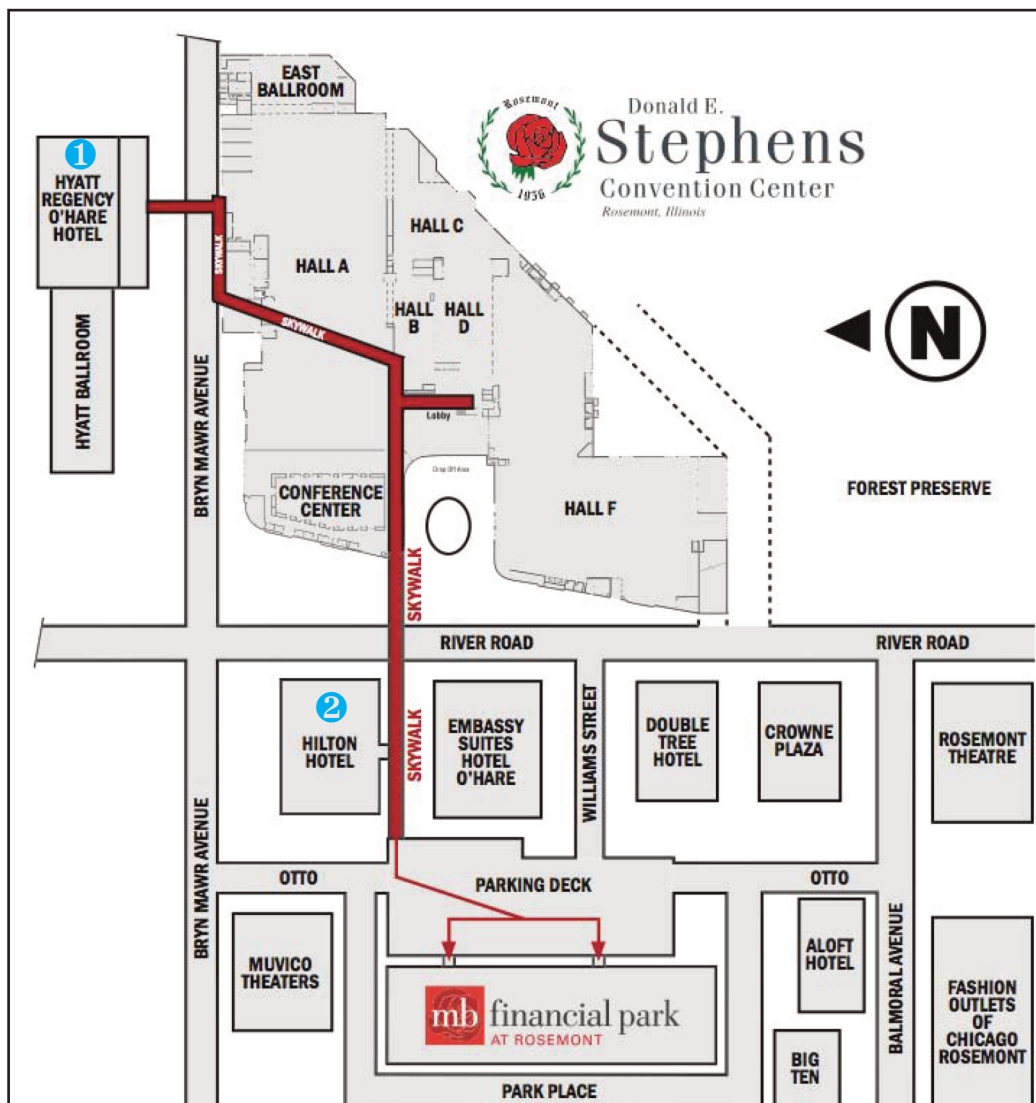 EAST
BALLROOM
Rosemont
1956
Donald E.
Stephens
Convention Center
Rosemont, Illinois
1
HYATT
REGENCY
O'HARE
HOTEL
HYATT BALLROOM
BRYN MAWR AVENUE
SKYWALK
SKYWALK
HALL A
HALL C
HALL
B
HALL
D
Lobby
Drop Off Area
N
CONFERENCE
CENTER
HALL F
FOREST PRESERVE
SKYWALK
RIVER ROAD
RIVER ROAD
2
HILTON
HOTEL
SKYWALK
EMBASSY
SUITES
HOTEL
O'HARE
WILLIAMS STREET
DOUBLE
TREE
HOTEL
CROWNE
PLAZA
ROSEMONT
THEATRE
BRYN MAWR AVENUE
OTTO
PARKING DECK
OTTO
MUVICO
THEATERS
mb financial park
AT ROSEMONT
ALOFT
HOTEL
BALMORAL AVENUE
FASHION
OUTLETS
OF
CHICAGO
ROSEMONT
BIG
TEN
PARK PLACE